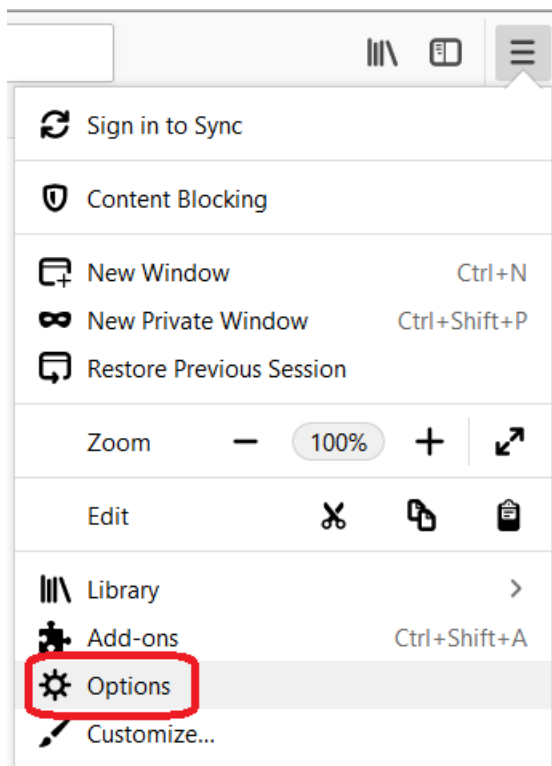 Sign in to Sync
Content Blocking
New Window Ctrl+N
New Private Window Ctrl+Shift+P
Restore Previous Session
Zoom 100%
Edit
Library
Add-ons Ctrl+Shift+A
Options
Customize...